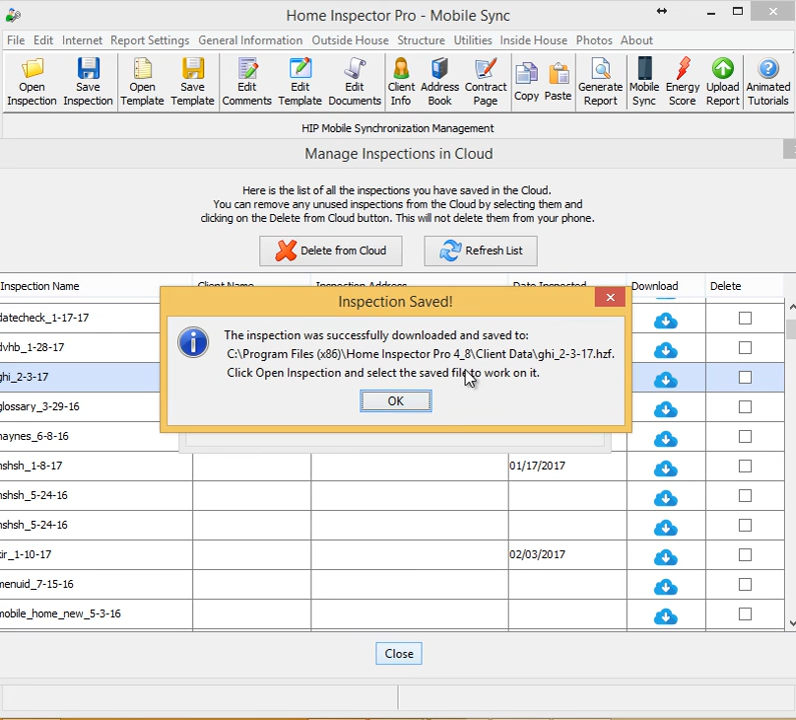 Home Inspector Pro - Mobile Sync
File Edit Internet Report Settings General Information Outside House Structure Utilities Inside House Photos About
Open Inspection
Save Inspection
Open Template
Save Template
Edit Comments
Edit Template
Edit Documents
Client Info
Address Book
Contract Page
Copy
Paste
Generate Report
Mobile Sync
Energy Score
Upload Report
Animated Tutorials
HIP Mobile Synchronization Management
Manage Inspections in Cloud
Here is the list of all the inspections you have saved in the Cloud.
You can remove any unused inspections from the Cloud by selecting them and
clicking on the Delete from Cloud button. This will not delete them from your phone.
Delete from Cloud Refresh List
Inspection Name Client Name Inspection Address Date Inspected Download Delete
datecheck_1-17-17
dvhb_1-28-17
ghi_2-3-17
glossary_3-29-16
haynes_6-8-16
hshsh_1-8-17 01/17/2017
hshsh_5-24-16
hshsh_5-24-16
kir_1-10-17 02/03/2017
menuid_7-15-16
mobile_home_new_5-3-16
Inspection Saved!
The inspection was successfully downloaded and saved to:
C:\Program Files (x86)\Home Inspector Pro 4_8\Client Data\ghi_2-3-17.hzf.
Click Open Inspection and select the saved file to work on it.
OK
Close